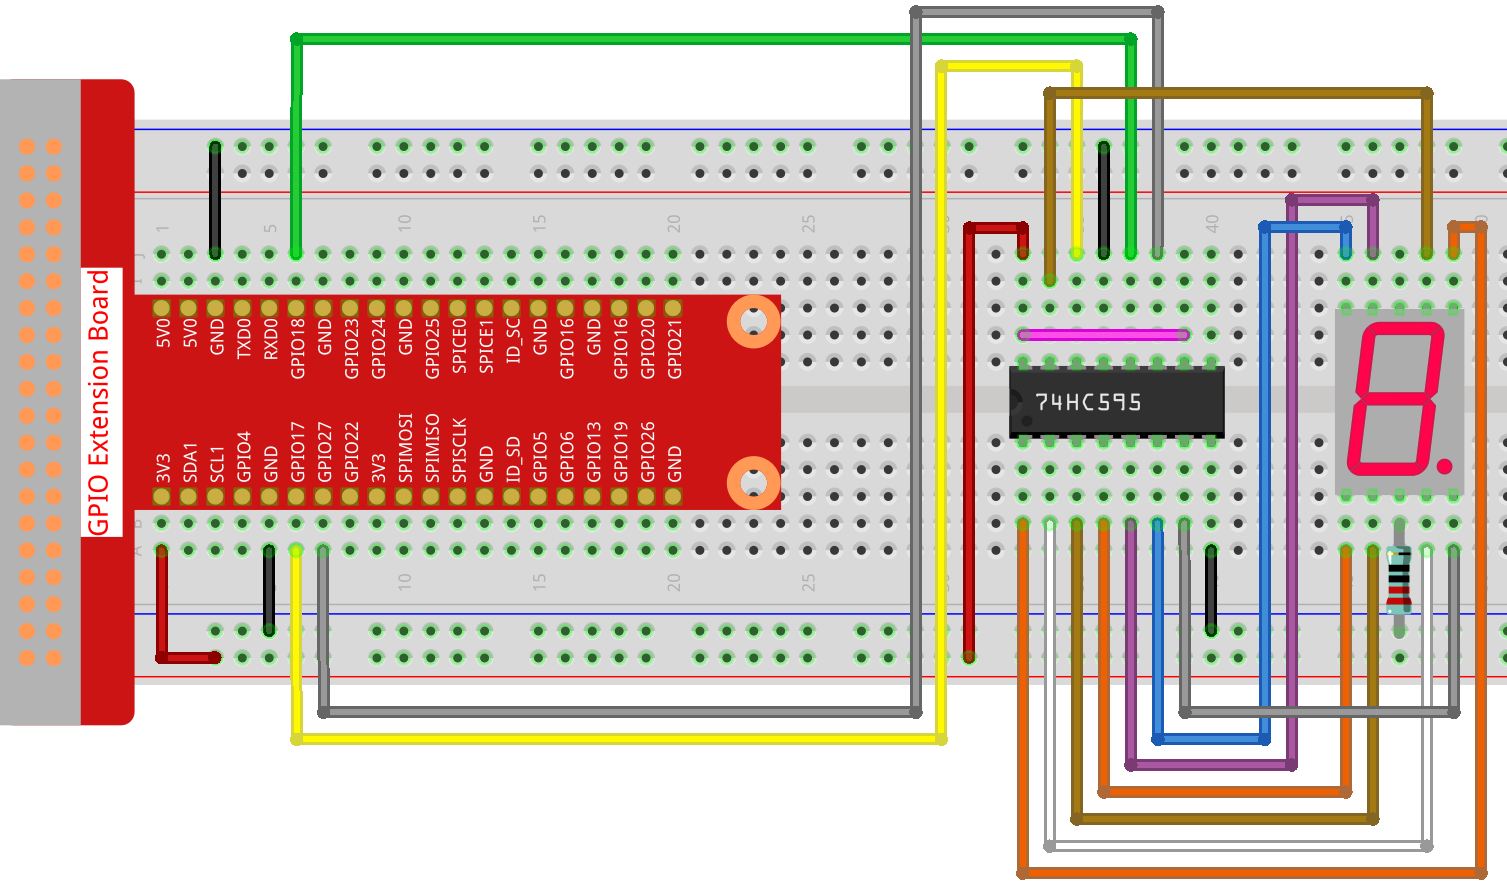 GPIO Extension Board
1
5
10
15
20
25
40
J
I
5V0
5V0
GND
TXD0
RXD0
GPIO18
GND
GPIO23
GPIO24
GND
GPIO25
SPICE0
SPICE1
ID_SC
GND
GPIO16
GND
GPIO16
GPIO20
GPIO21
74HC595
3V3
SDA1
SCL1
GPIO4
GND
GPIO17
GPIO27
GPIO22
3V3
SPIMOSI
SPIMISO
SPISCLK
GND
ID_SD
GPIO5
GPIO6
GPIO13
GPIO19
GPIO26
GND
B
A
10
15
20
25